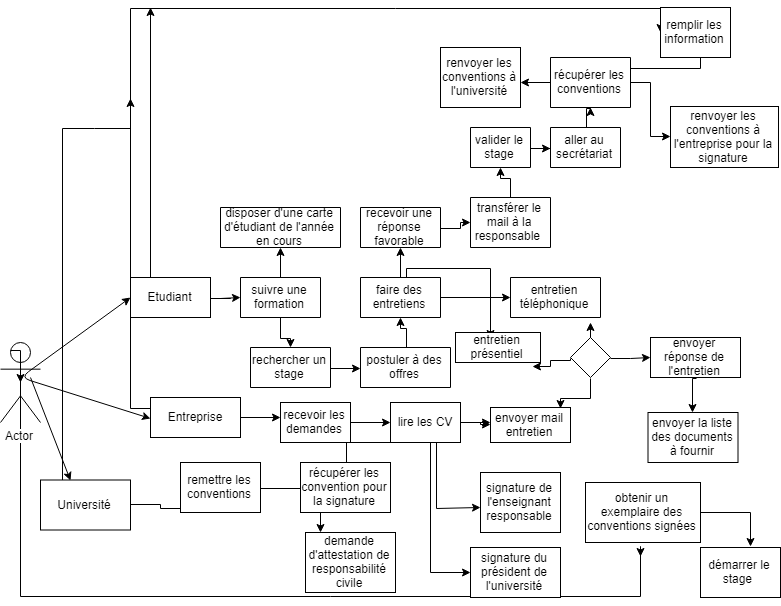 remplir les
information
renvoyer les
conventions à
l'université
récupérer les
conventions
renvoyer les
conventions à
l'entreprise pour la
signature
valider le
stage
aller au
secrétariat
disposer d'une carte
d'étudiant de l'année
en cours
recevoir une
réponse
favorable
transférer le
mail à la
responsable
Etudiant
suivre une
formation
faire des
entretiens
entretien
téléphonique
rechercher un
stage
postuler à des
offres
entretien
présentiel
envoyer
réponse de
l'entretien
Actor
Entreprise
recevoir les
demandes
lire les CV
envoyer mail
entretien
envoyer la liste
des documents
à fournir
Université
remettre les
conventions
récupérer les
convention pour
la signature
signature de
l'enseignant
responsable
obtenir un
exemplaire des
conventions signées
demande
d'attestation de
responsabilité
civile
signature du
président de
l'université
démarrer le
stage